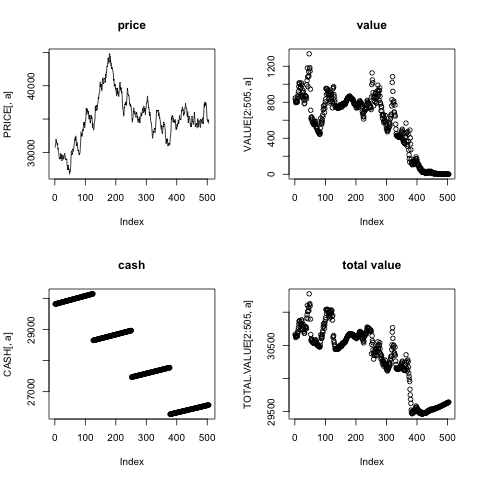 price
PRICE[, a]
30000
40000
0
100
200
300
400
500
Index
value
VALUE[2:505, a]
0
400
800
1200
0
100
200
300
400
500
Index
cash
CASH[, a]
27000
29000
0
100
200
300
400
500
Index
total value
TOTAL.VALUE[2:505, a]
29500
30500
0
100
200
300
400
500
Index